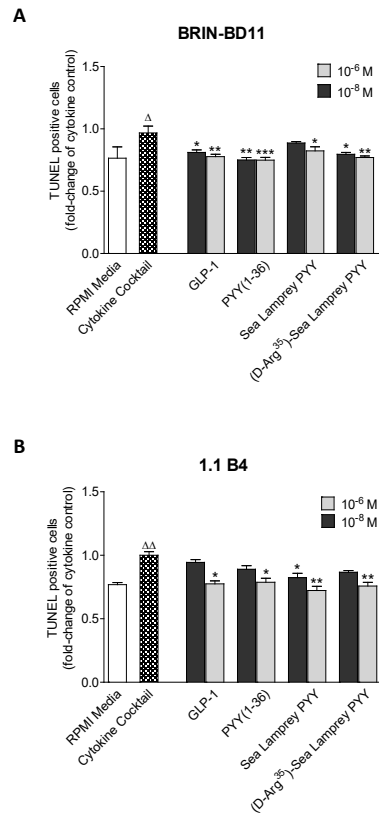 A
BRIN-BD11
10⁻⁶ M
10⁻⁸ M
TUNEL positive cells
(fold-change of cytokine control)
1.5
1.0
0.5
0.0
Δ
* ** ** *** * * **
RPMI Media
Cytokine Cocktail
GLP-1
PYY(1-36)
Sea Lamprey PYY
(D-Arg³⁵)-Sea Lamprey PYY
B
1.1 B4
10⁻⁶ M
10⁻⁸ M
TUNEL positive cells
(fold-change of cytokine control)
1.5
1.0
0.5
0.0
ΔΔ
* * * ** **
RPMI Media
Cytokine Cocktail
GLP-1
PYY(1-36)
Sea Lamprey PYY
(D-Arg³⁵)-Sea Lamprey PYY